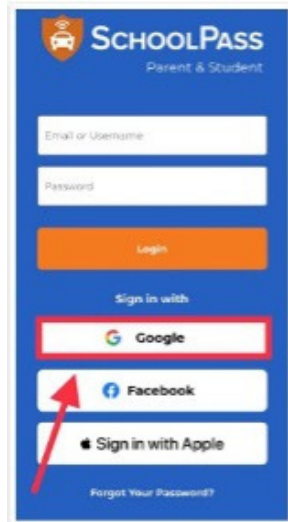 SCHOOLPASS
Parent & Student
Email or Username
Password
Login
Sign in with
Google
Facebook
Sign in with Apple
Forgot Your Password?